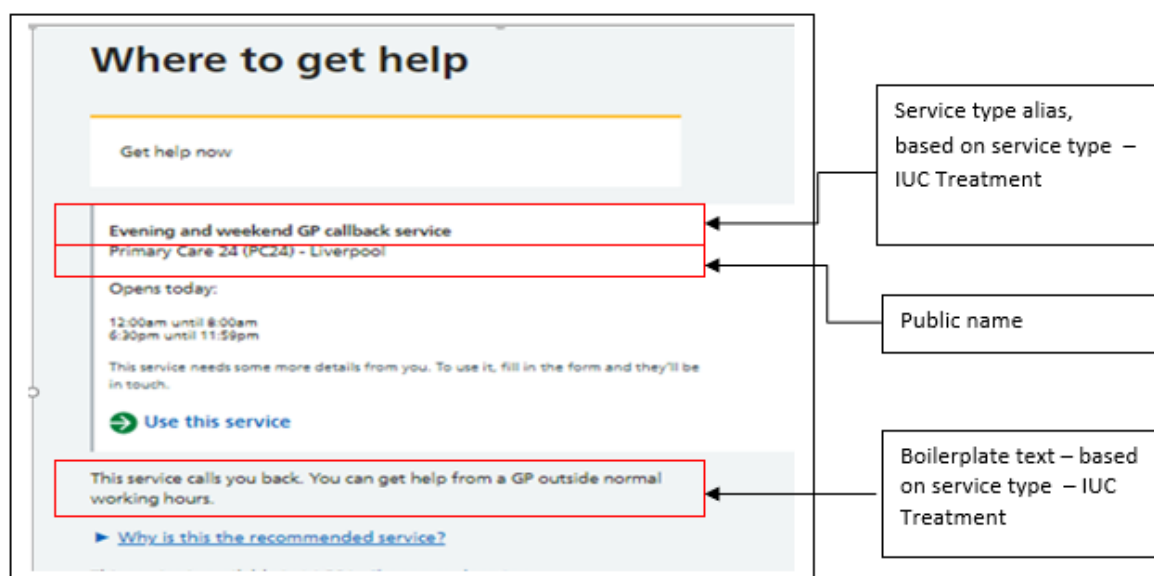 Where to get help
Get help now
Evening and weekend GP callback service
Primary Care 24 (PC24) - Liverpool
Opens today:
12:00am until 8:00am
6:30pm until 11:59pm
This service needs some more details from you. To use it, fill in the form and they'll be
in touch.
Use this service
This service calls you back. You can get help from a GP outside normal
working hours.
Why is this the recommended service?
Service type alias,
based on service type –
IUC Treatment
Public name
Boilerplate text – based
on service type – IUC
Treatment